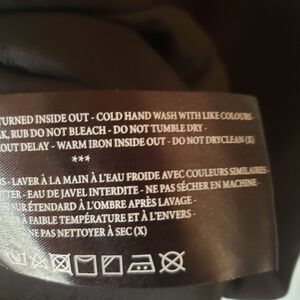 TURNED INSIDE OUT - COLD HAND WASH WITH LIKE COLOURS-
RUB DO NOT BLEACH - DO NOT TUMBLE DRY -
OUT DELAY - WARM IRON INSIDE OUT - DO NOT DRYCLEAN (X)
***
- LAVER À LA MAIN À L'EAU FROIDE AVEC COULEURS SIMILAIRES
- EAU DE JAVEL INTERDITE - NE PAS SÉCHER EN MACHINE -
ÉTENDARD À L'OMBRE APRÈS LAVAGE -
À FAIBLE TEMPÉRATURE ET À L'ENVERS -
NE PAS NETTOYER À SEC (X)